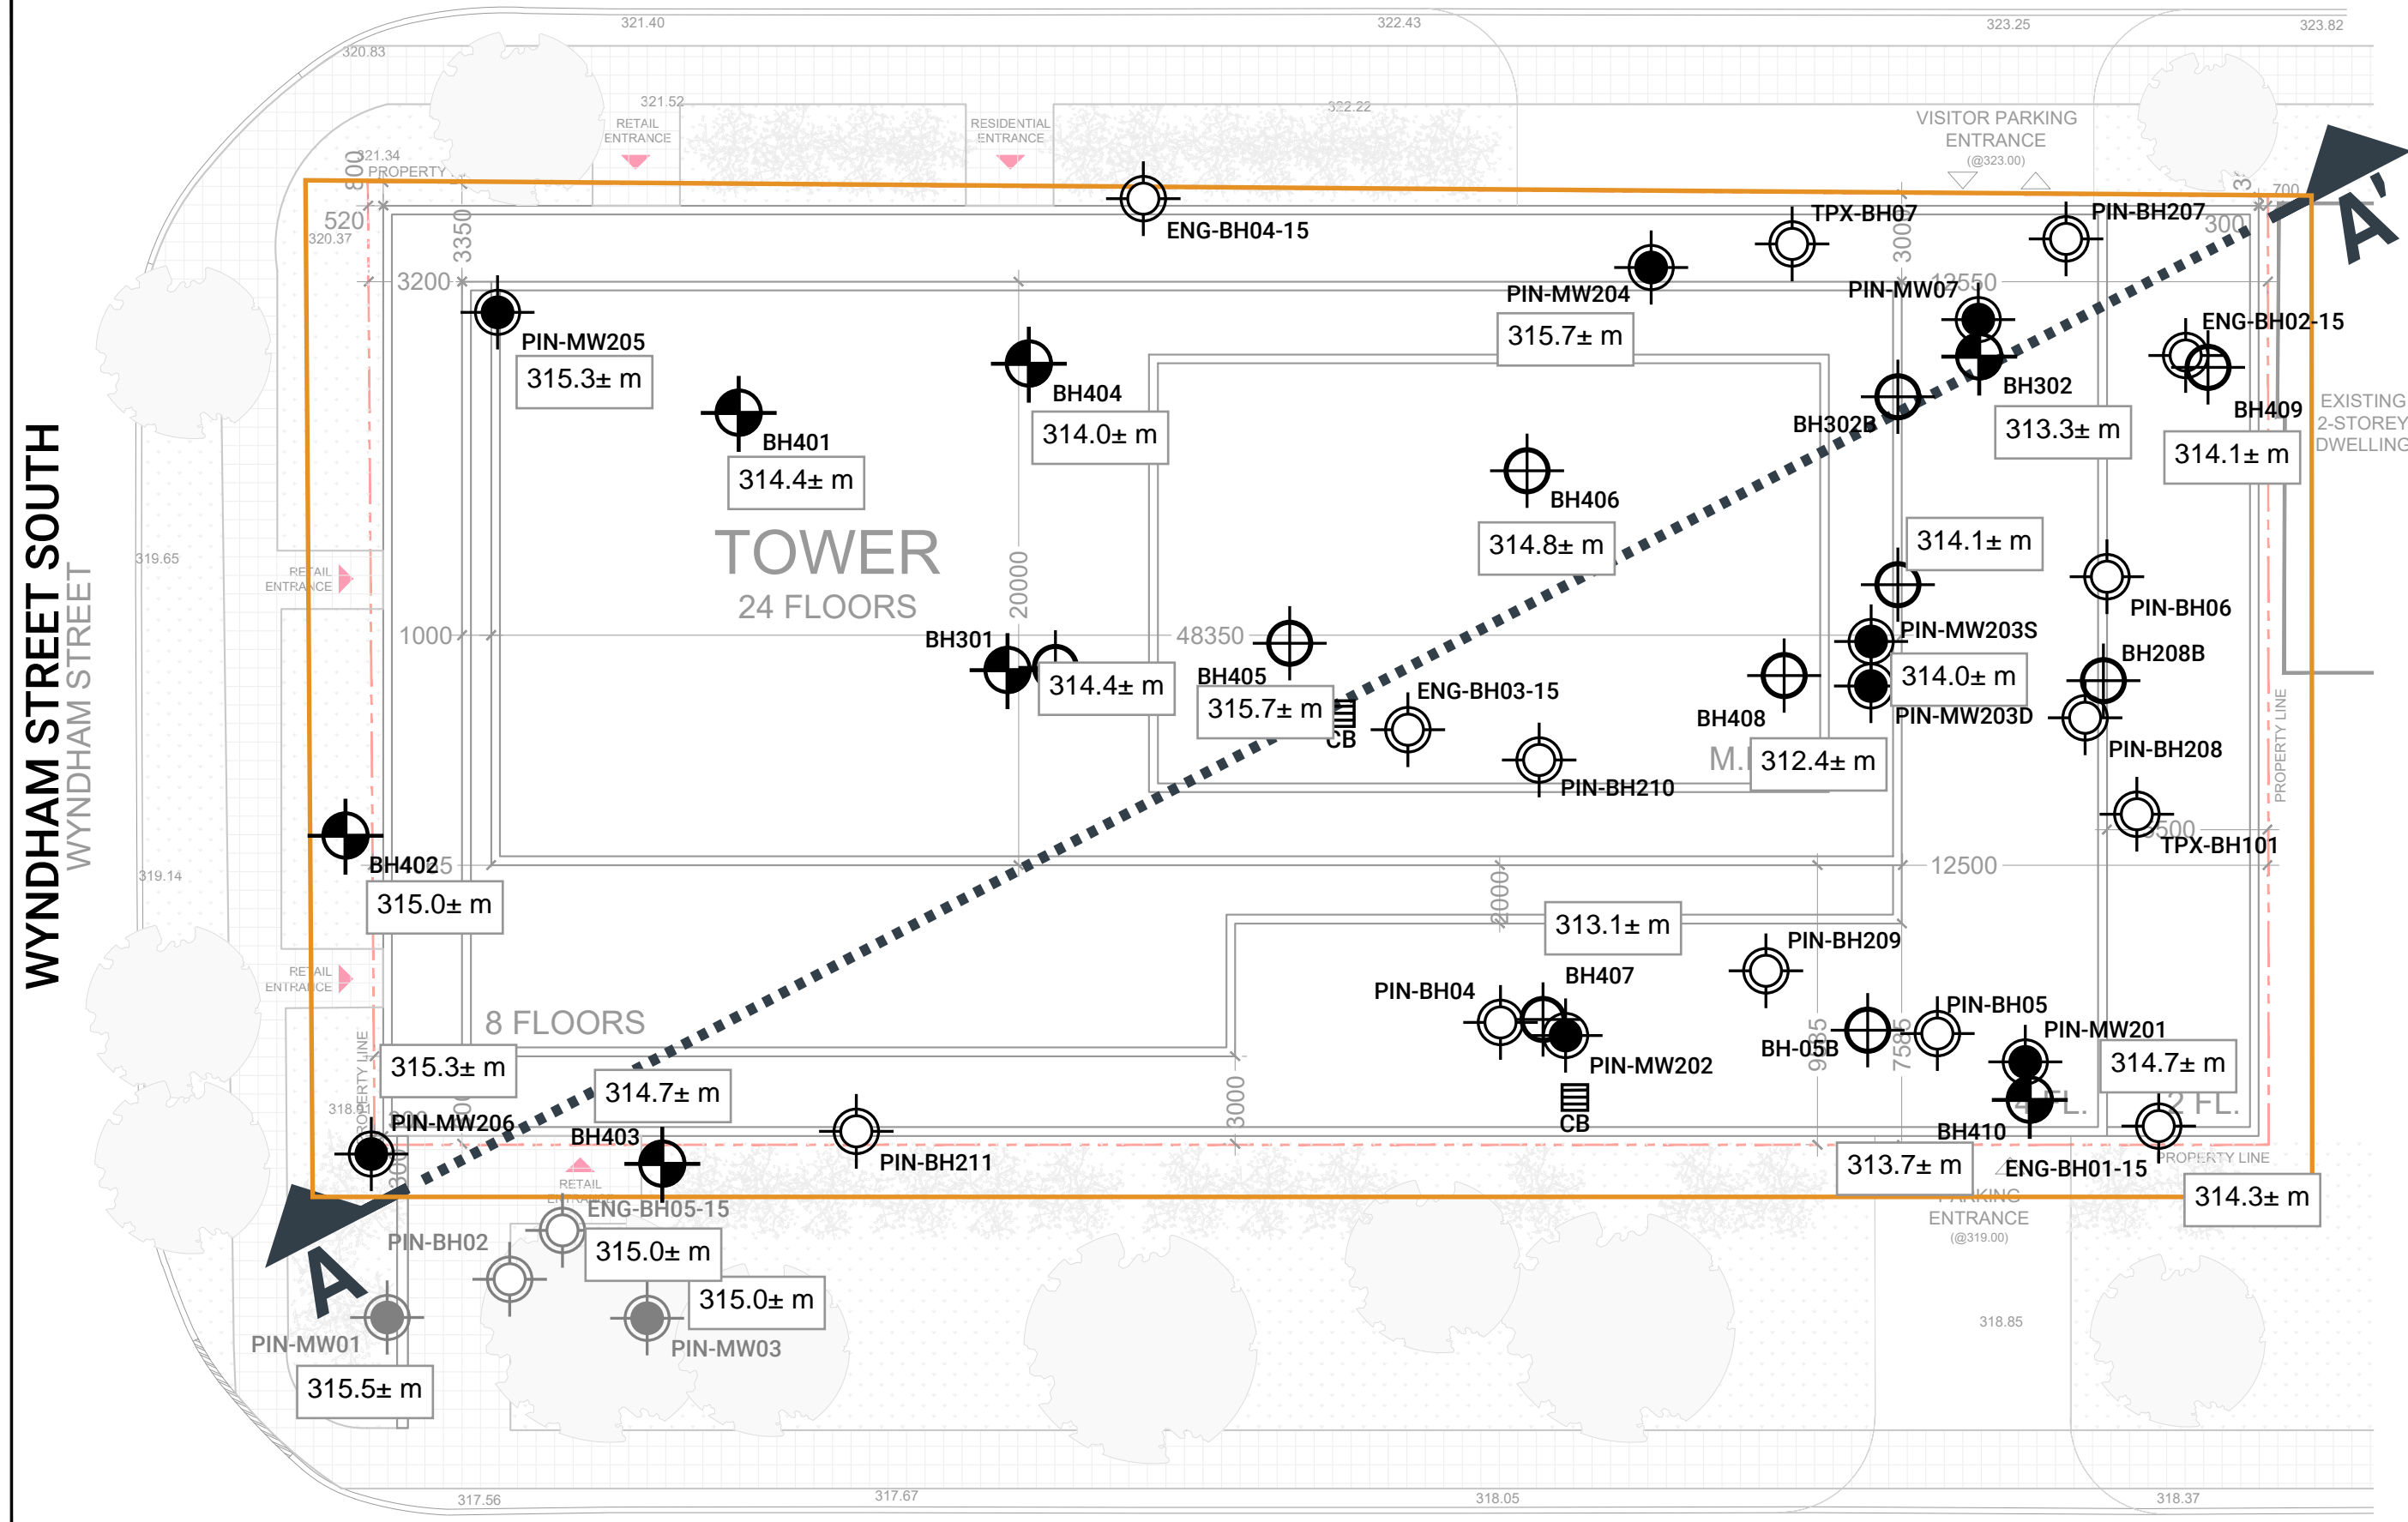 321.40
322.43
323.25
323.82
320.83
321.52
322.22
RETAIL
ENTRANCE
RESIDENTIAL
ENTRANCE
VISITOR PARKING
ENTRANCE
(@323.00)
321.34
PROPERTY
800
520
320.37
3350
700
300
A'
ENG-BH04-15
TPX-BH07
PIN-BH207
3200
12550
PIN-MW204
315.7± m
PIN-MW07
ENG-BH02-15
PIN-MW205
315.3± m
BH404
314.0± m
BH401
314.4± m
BH302
313.3± m
BH302B
BH409
314.1± m
EXISTING
2-STOREY
DWELLING
BH406
314.8± m
314.1± m
WYNDHAM STREET SOUTH
WYNDHAM STREET
319.65
RETAIL
ENTRANCE
TOWER
24 FLOORS
20000
PIN-BH06
1000
48350
BH301
314.4± m
BH405
315.7± m
CB
ENG-BH03-15
PIN-MW203S
314.0± m
PIN-MW203D
BH208B
PIN-BH208
BH408
312.4± m
PIN-BH210
PROPERTY LINE
TPX-BH101
12500
319.14
BH402
315.0± m
2000
313.1± m
PIN-BH209
RETAIL
ENTRANCE
8 FLOORS
PIN-BH04
BH407
PIN-MW202
CB
BH-05B
PIN-BH05
PIN-MW201
314.7± m
7585
PROPERTY LINE
315.3± m
314.7± m
3000
2 FL.
PIN-MW206
BH403
PIN-BH211
BH410
313.7± m
ENG-BH01-15
PROPERTY LINE
314.3± m
300
RETAIL
A
PIN-BH02
ENG-BH05-15
315.0± m
315.0± m
PARKING
ENTRANCE
(@319.00)
PIN-MW01
315.5± m
PIN-MW03
318.85
317.56
317.67
318.05
318.37